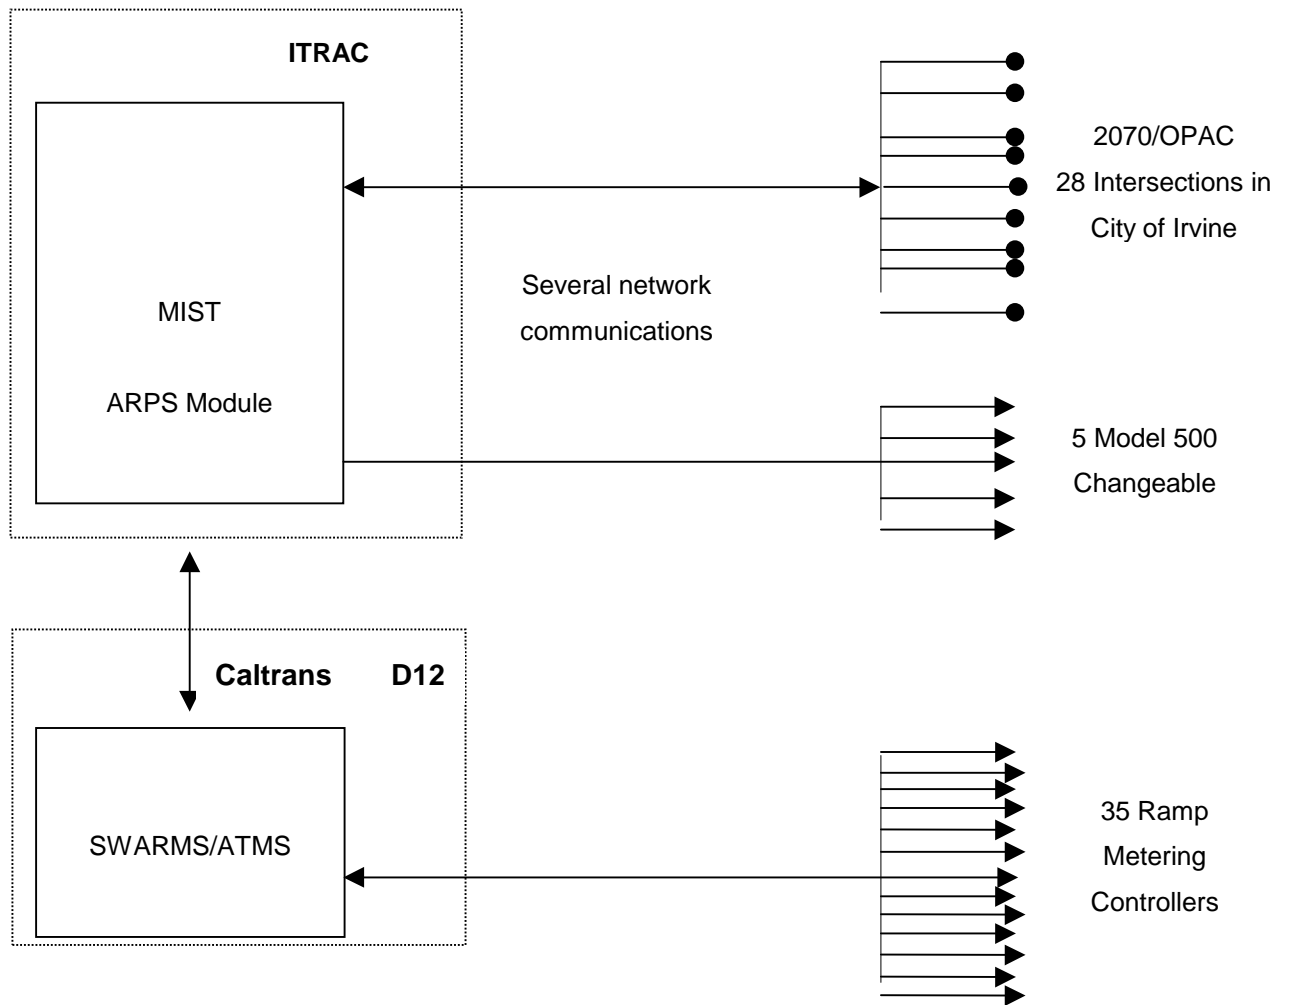 ITRAC
MIST
ARPS Module
Several network
communications
2070/OPAC
28 Intersections in
City of Irvine
5 Model 500
Changeable
Caltrans D12
SWARMS/ATMS
35 Ramp
Metering
Controllers